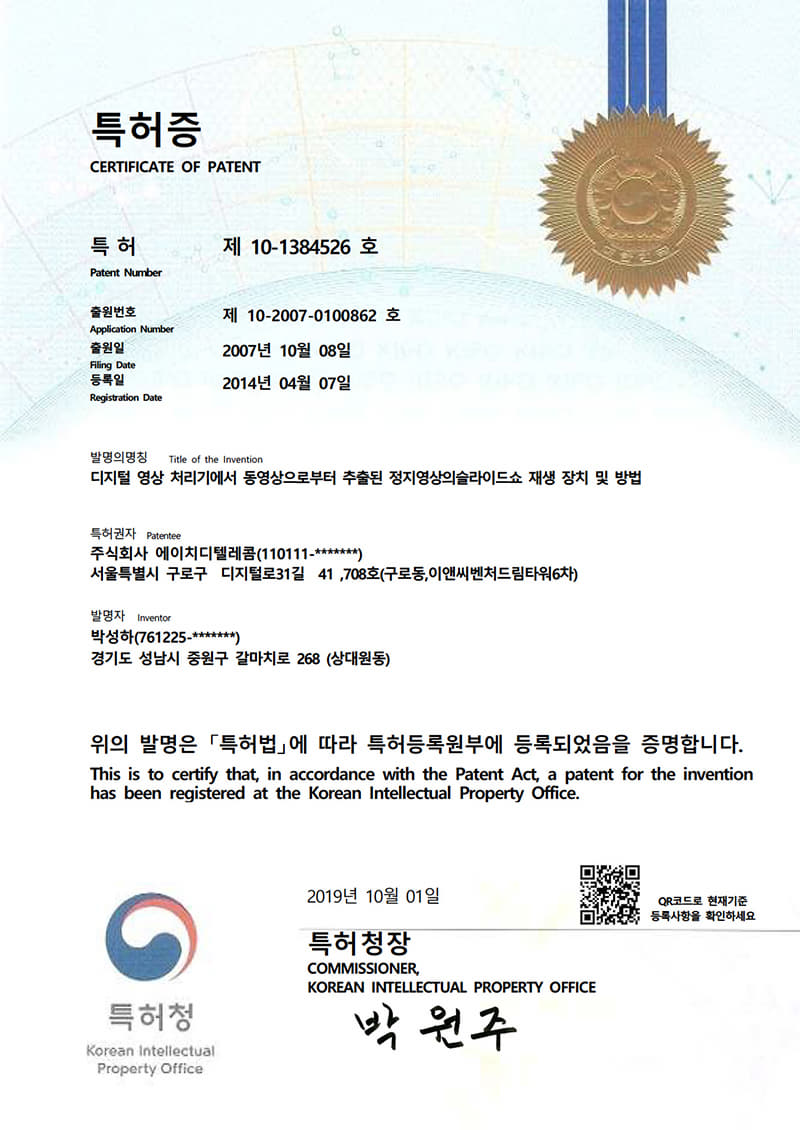 특허증
CERTIFICATE OF PATENT
특 허 제 10-1384526 호
Patent Number
출원번호 제 10-2007-0100862 호
Application Number
출원일 2007년 10월 08일
Filing Date
등록일 2014년 04월 07일
Registration Date
발명의명칭 Title of the Invention
디지털 영상 처리기에서 동영상으로부터 추출된 정지영상의슬라이드쇼 재생 장치 및 방법
특허권자 Patentee
주식회사 에이치디텔레콤(110111-*******)
서울특별시 구로구 디지털로31길 41 ,708호(구로동,이앤씨벤처드림타워6차)
발명자 Inventor
박성하(761225-*******)
경기도 성남시 중원구 갈마치로 268 (상대원동)
위의 발명은 「특허법」에 따라 특허등록원부에 등록되었음을 증명합니다.
This is to certify that, in accordance with the Patent Act, a patent for the invention
has been registered at the Korean Intellectual Property Office.
2019년 10월 01일
QR코드로 현재기준
등록사항을 확인하세요
특허청장
COMMISSIONER,
KOREAN INTELLECTUAL PROPERTY OFFICE
박 원 주
특허청
Korean Intellectual
Property Office